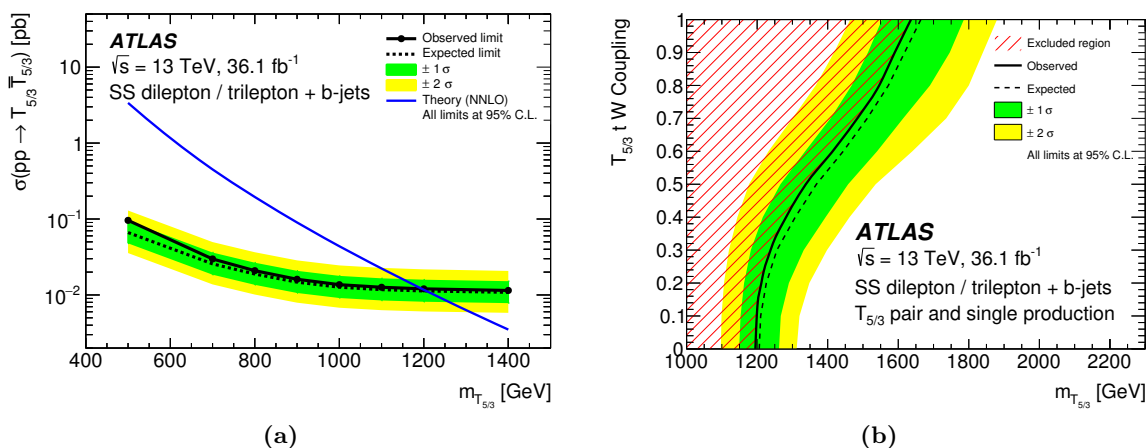 σ(pp → T5/3 T̅5/3) [pb]
10
1
10⁻¹
10⁻²
400 600 800 1000 1200 1400
mT5/3 [GeV]
ATLAS
√s = 13 TeV, 36.1 fb⁻¹
SS dilepton / trilepton + b-jets
Observed limit
Expected limit
± 1 σ
± 2 σ
Theory (NNLO)
All limits at 95% C.L.
(a)
T5/3 t W Coupling
1
0.9
0.8
0.7
0.6
0.5
0.4
0.3
0.2
0.1
0
1000 1200 1400 1600 1800 2000 2200
mT5/3 [GeV]
Excluded region
Observed
Expected
± 1 σ
± 2 σ
All limits at 95% C.L.
ATLAS
√s = 13 TeV, 36.1 fb⁻¹
SS dilepton / trilepton + b-jets
T5/3 pair and single production
(b)